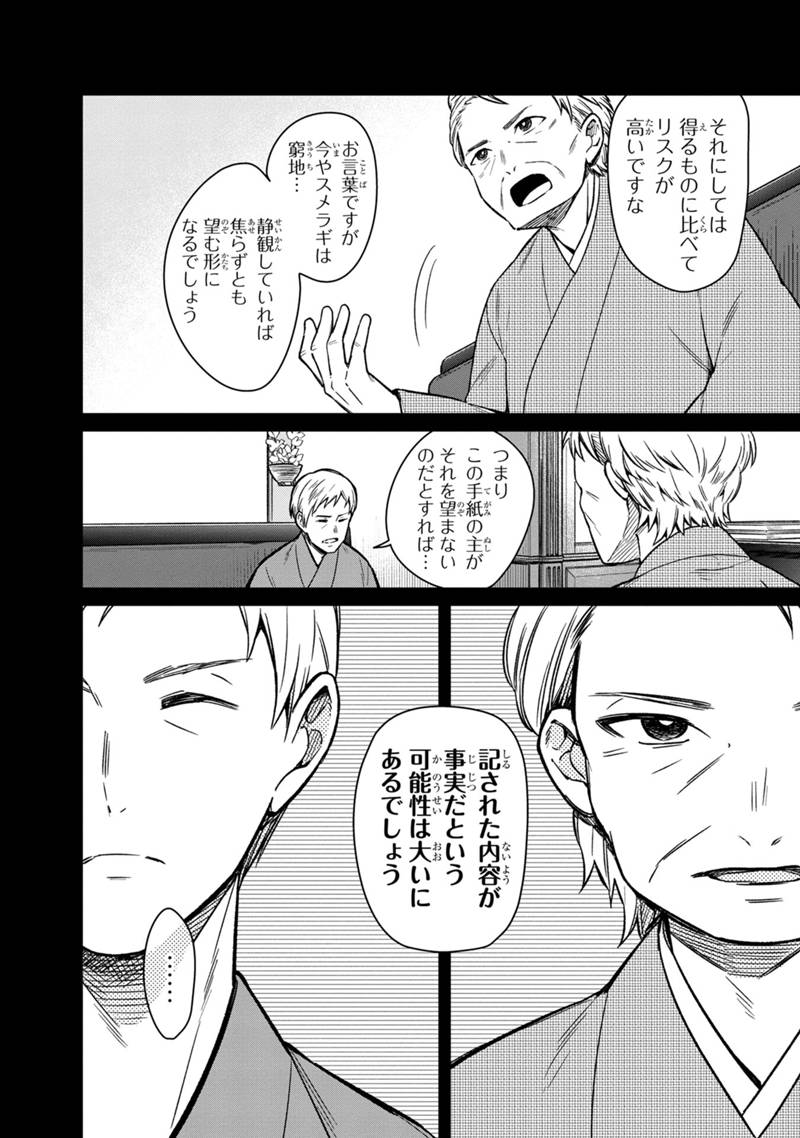 それにしては
得るものに比べて
リスクが
高いですな
お言葉ですが
今やスメラギは
窮地…
静観していれば
焦らずとも
望む形に
なるでしょう
つまり
この手紙の主が
それを望まない
のだとすれば…
記された内容が
事実だという
可能性は大いに
あるでしょう
……